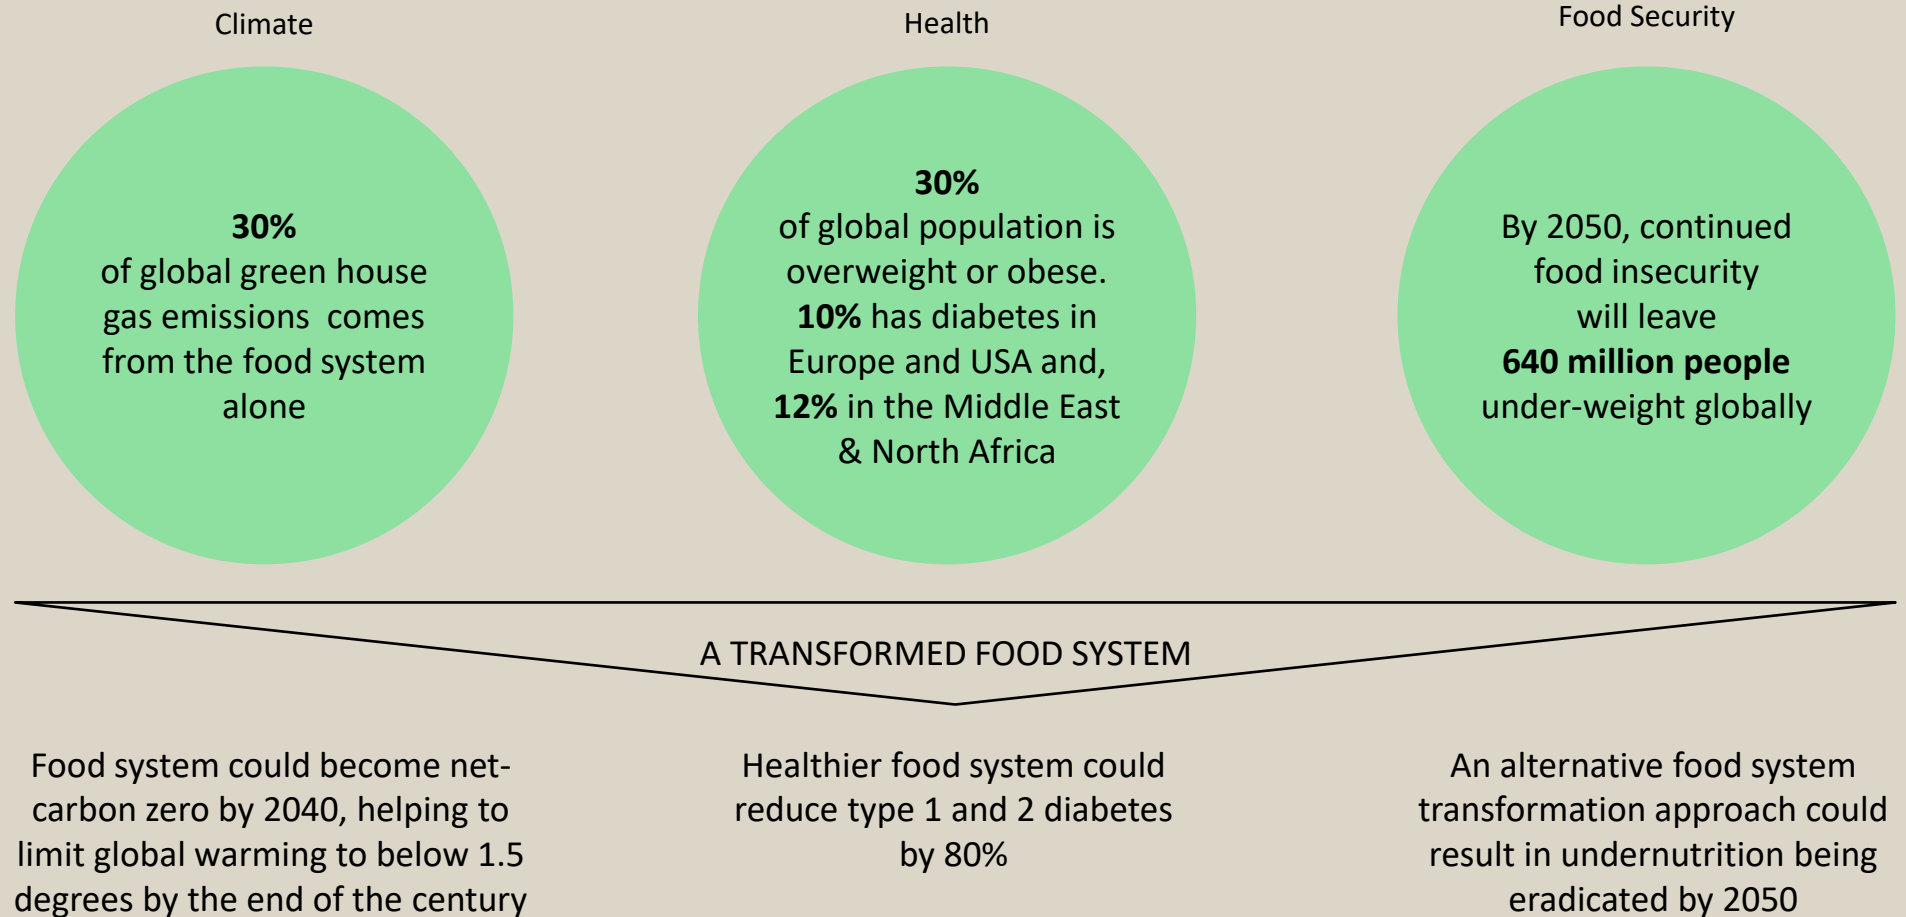 Climate
30%
of global green house
gas emissions  comes
from the food system
alone
Health
30%
of global population is
overweight or obese.
10% has diabetes in
Europe and USA and,
12% in the Middle East
& North Africa
Food Security
By 2050, continued
food insecurity
will leave
640 million people
under-weight globally
A TRANSFORMED FOOD SYSTEM
Food system could become net-
carbon zero by 2040, helping to
limit global warming to below 1.5
degrees by the end of the century
Healthier food system could
reduce type 1 and 2 diabetes
by 80%
An alternative food system
transformation approach could
result in undernutrition being
eradicated by 2050